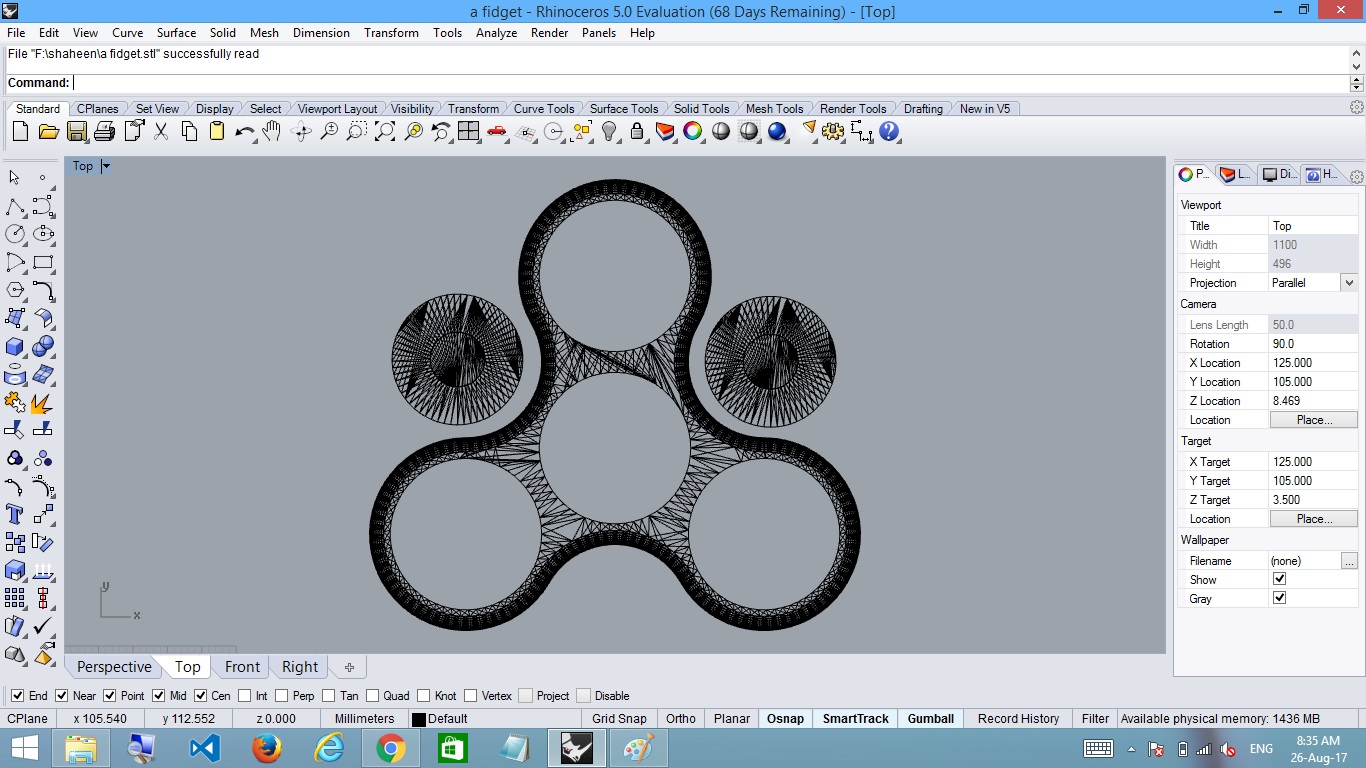 a fidget - Rhinoceros 5.0 Evaluation (68 Days Remaining) - [Top]
File Edit View Curve Surface Solid Mesh Dimension Transform Tools Analyze Render Panels Help
File "F:\shaheen\a fidget.stl" successfully read
Command:
Standard CPlanes Set View Display Select Viewport Layout Visibility Transform Curve Tools Surface Tools Solid Tools Mesh Tools Render Tools Drafting New in V5
Top
P... L... Di... H...
Viewport
Title Top
Width 1100
Height 496
Projection Parallel
Camera
Lens Length 50.0
Rotation 90.0
X Location 125.000
Y Location 105.000
Z Location 8.469
Location Place...
Target
X Target 125.000
Y Target 105.000
Z Target 3.500
Location Place...
Wallpaper
Filename (none) ...
Show
Gray
y
x
Perspective Top Front Right
End Near Point Mid Cen Int Perp Tan Quad Knot Vertex Project Disable
CPlane x 105.540 y 112.552 z 0.000 Millimeters Default Grid Snap Ortho Planar Osnap SmartTrack Gumball Record History Filter Available physical memory: 1436 MB
ENG
8:35 AM
26-Aug-17